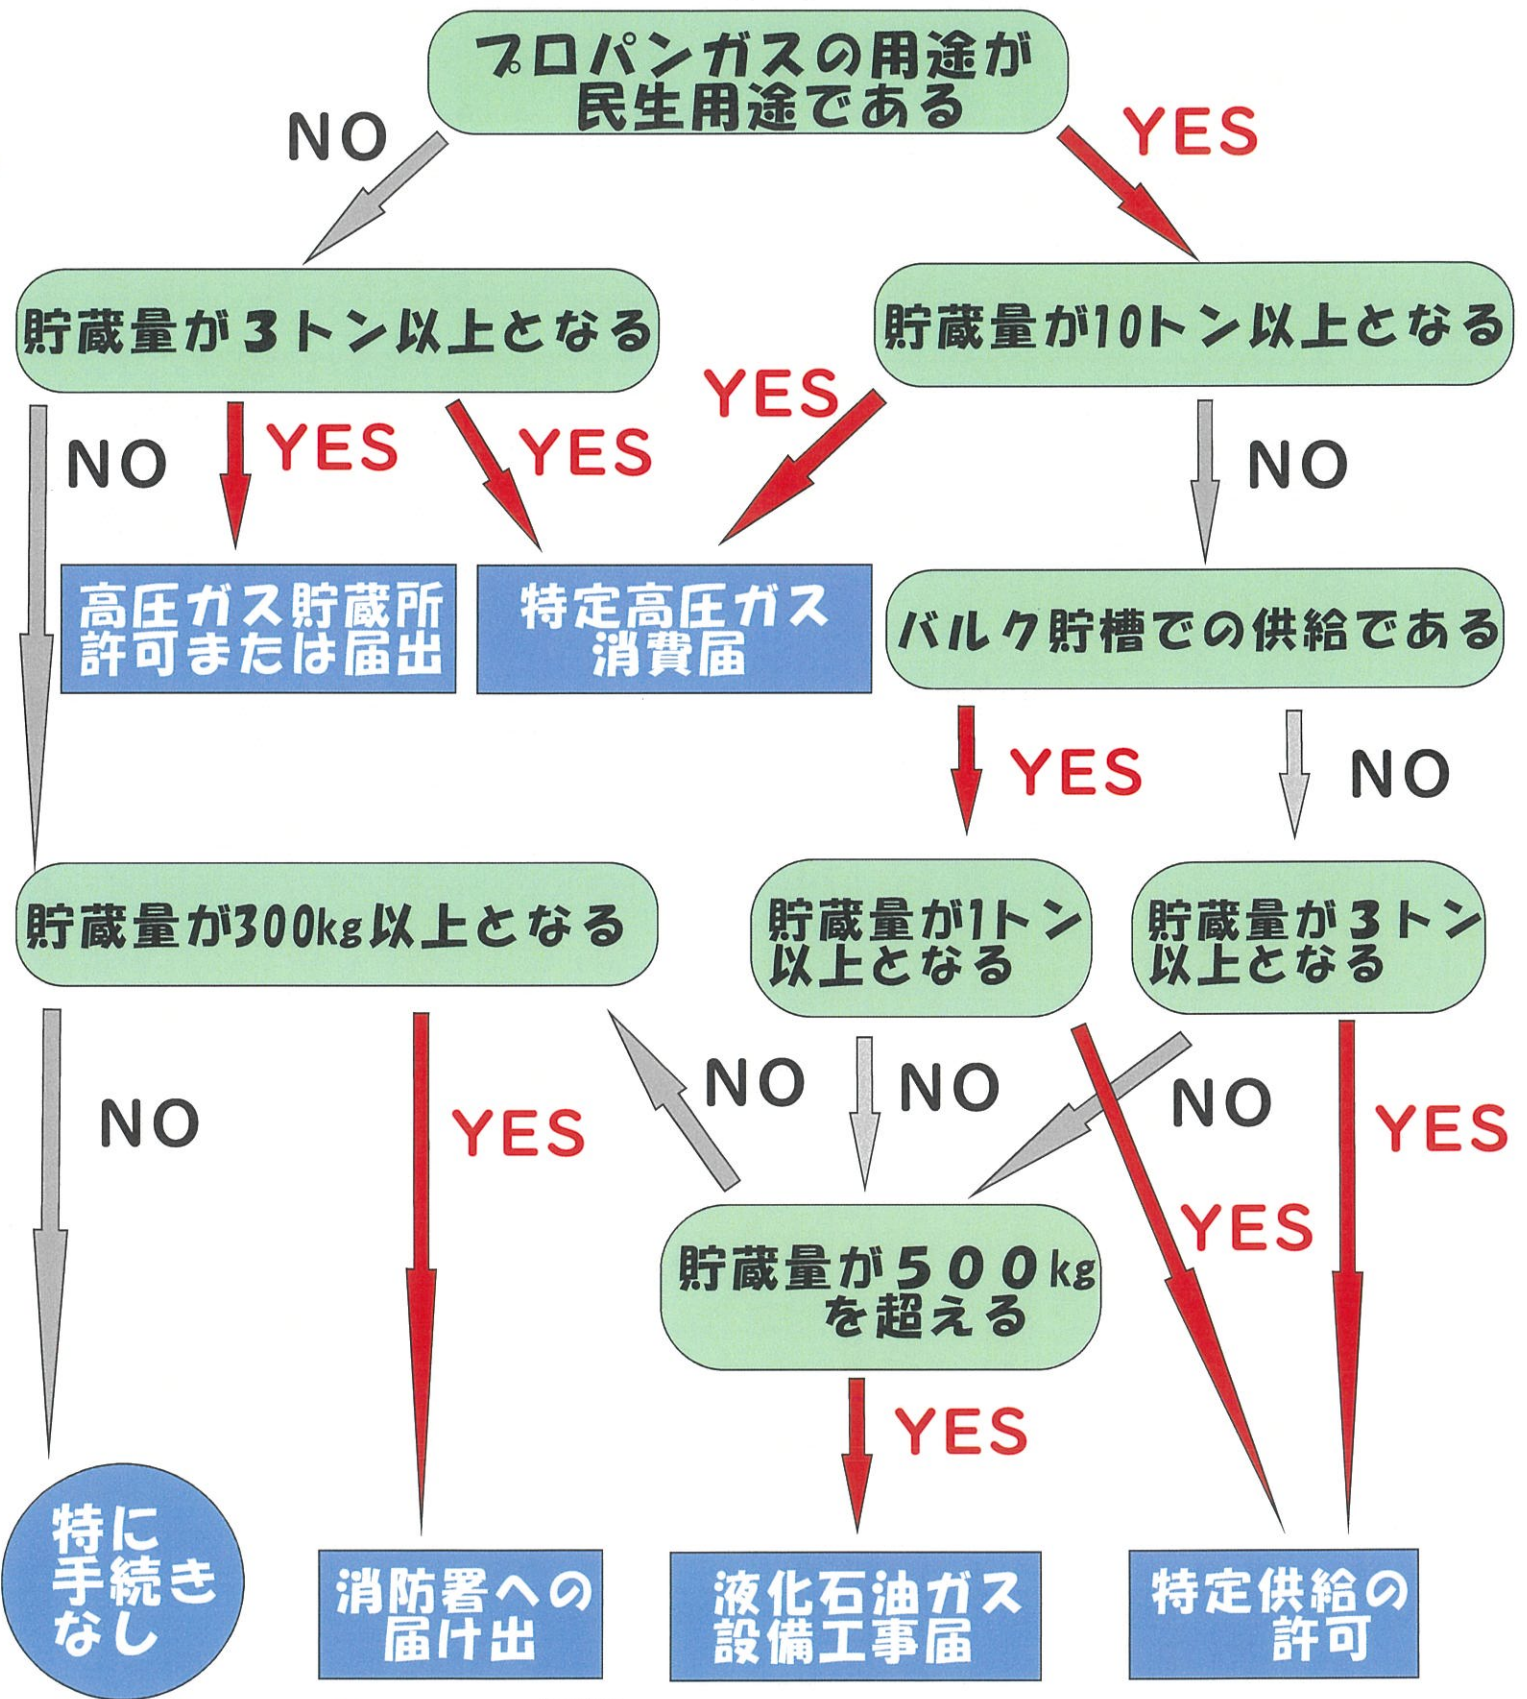 プロパンガスの用途が
民生用途である
NO
YES
貯蔵量が３トン以上となる
貯蔵量が10トン以上となる
NO
YES
YES
YES
NO
高圧ガス貯蔵所
許可または届出
特定高圧ガス
消費届
バルク貯槽での供給である
YES
NO
貯蔵量が300kg以上となる
貯蔵量が1トン
以上となる
貯蔵量が３トン
以上となる
NO
YES
NO
NO
NO
YES
YES
貯蔵量が５００kg
を超える
YES
特に
手続き
なし
消防署への
届け出
液化石油ガス
設備工事届
特定供給の
許可